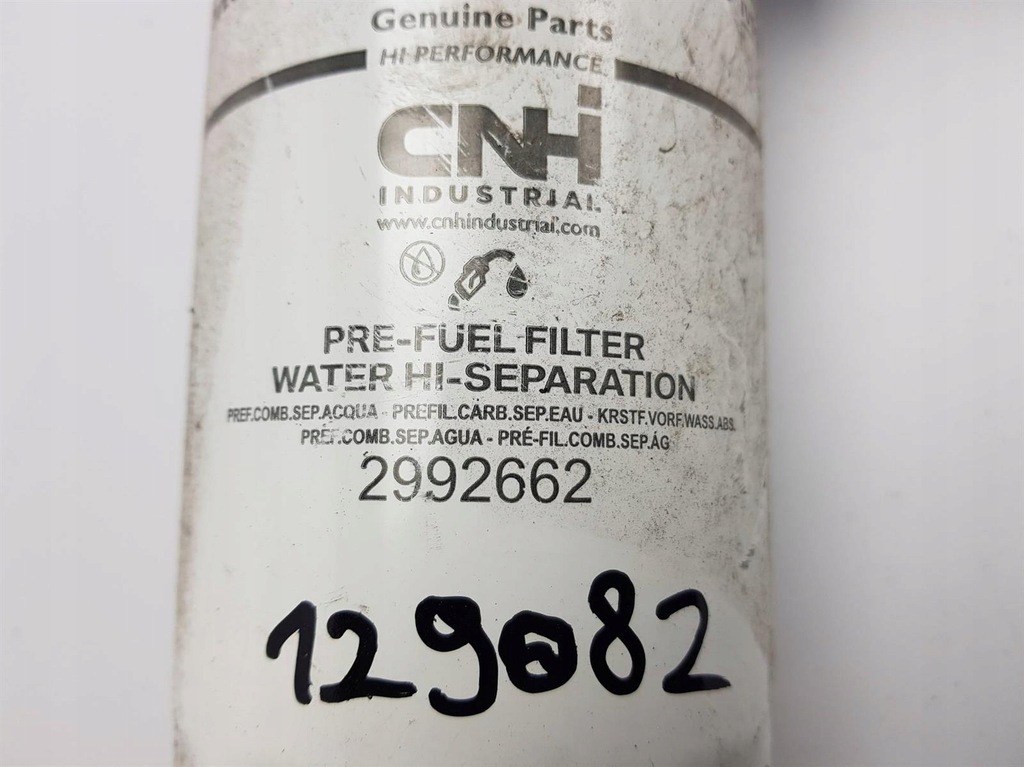 Genuine Parts
HI PERFORMANCE
CNH
INDUSTRIAL
www.cnhindustrial.com
PRE-FUEL FILTER
WATER HI-SEPARATION
PREF.COMB.SEP.ACQUA - PREFIL.CARB.SEP.EAU - KRSTF.VORF.WASS.ABS.
PREF.COMB.SEP.AGUA - PRÉ-FIL.COMB.SEP.ÁG
2992662
129082